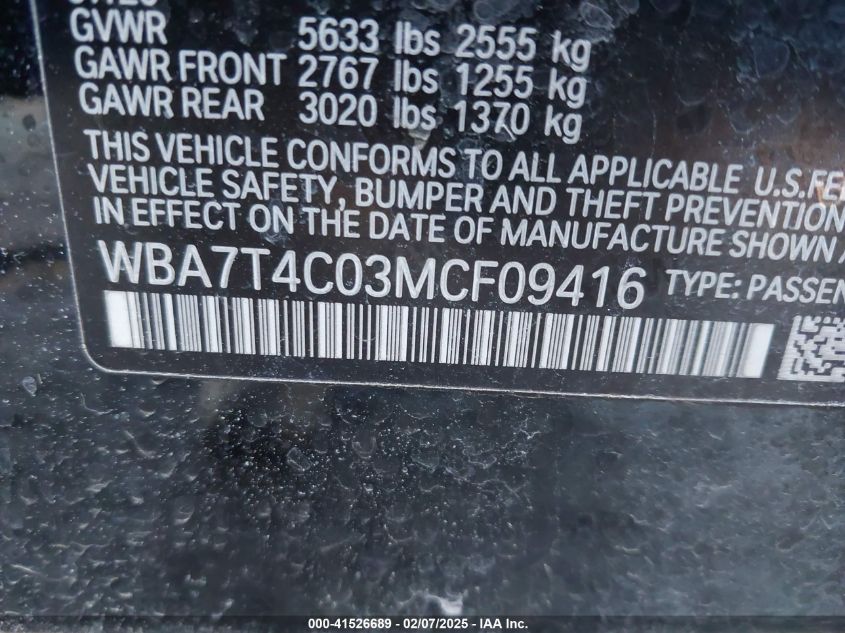 GVWR 5633 lbs 2555 kg
GAWR FRONT 2767 lbs 1255 kg
GAWR REAR 3020 lbs 1370 kg
THIS VEHICLE CONFORMS TO ALL APPLICABLE U.S.FE
VEHICLE SAFETY, BUMPER AND THEFT PREVENTION
IN EFFECT ON THE DATE OF MANUFACTURE SHOWN
WBA7T4C03MCF09416 TYPE: PASSEN
000-41526689 - 02/07/2025 - IAA Inc.